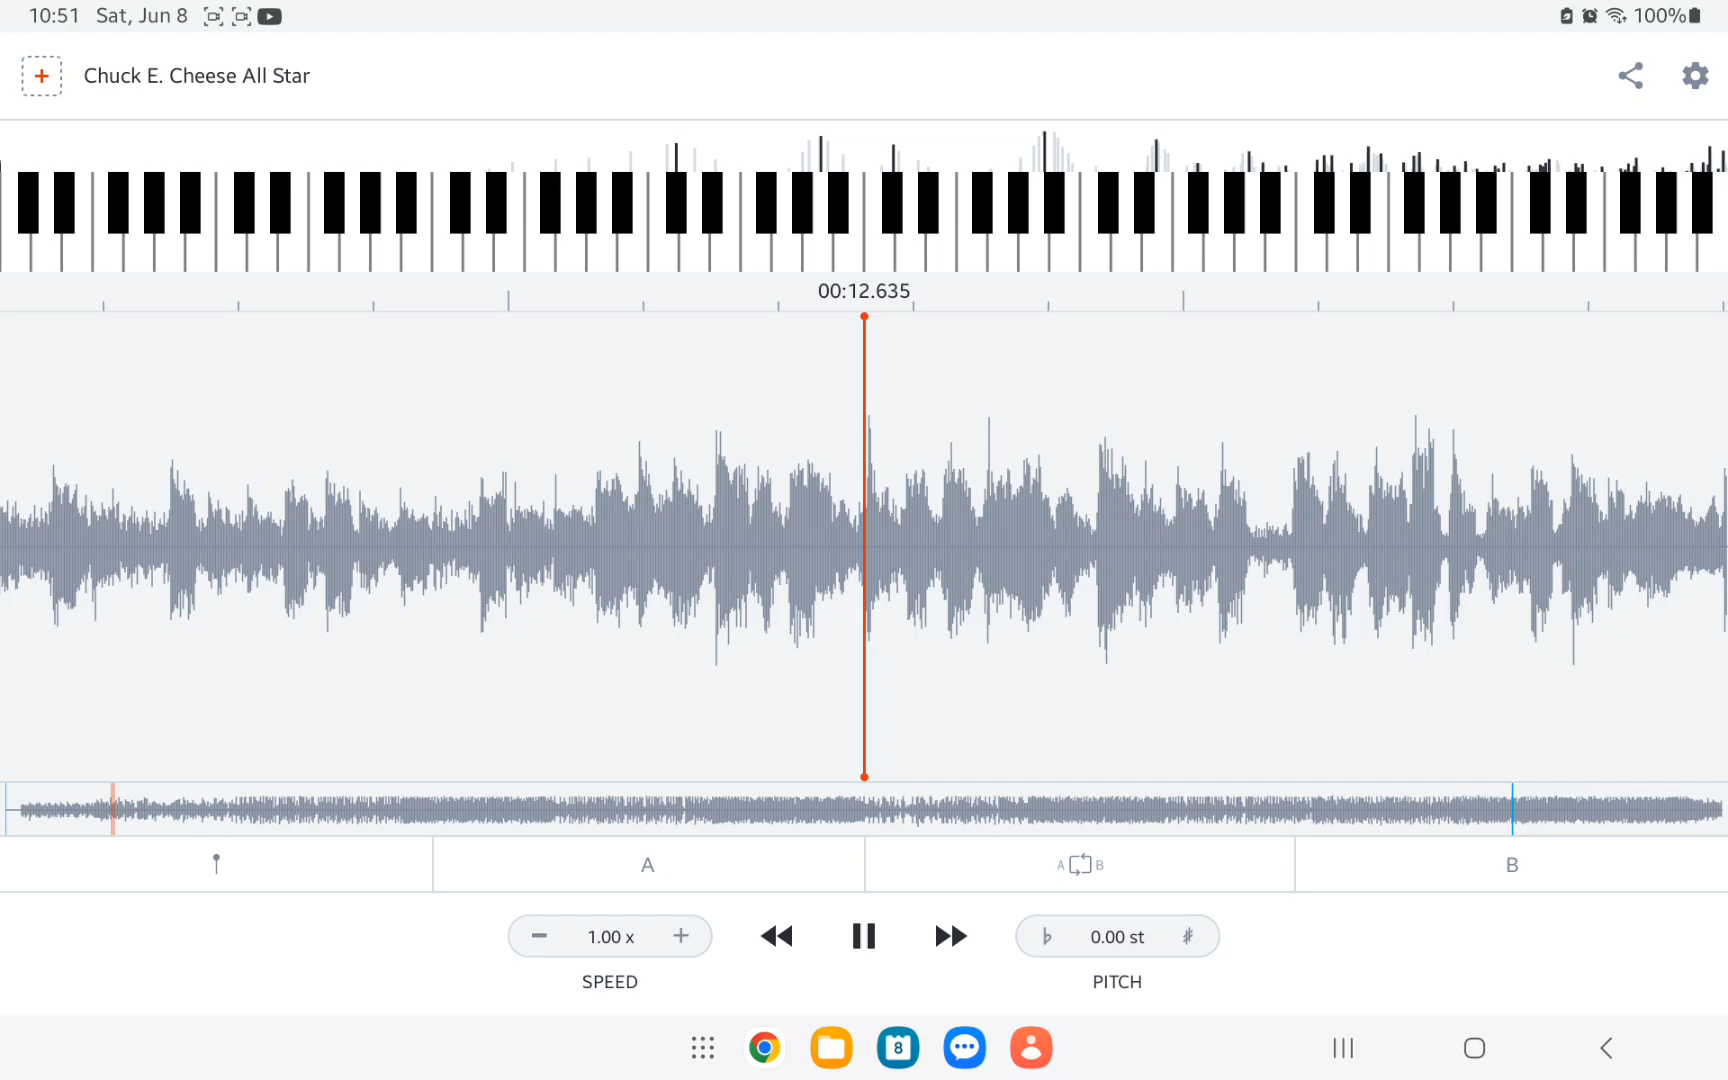 10:51 Sat, Jun 8 100%
Chuck E. Cheese All Star
00:12.635
A A B B
1.00 x 0.00 st
SPEED PITCH
8